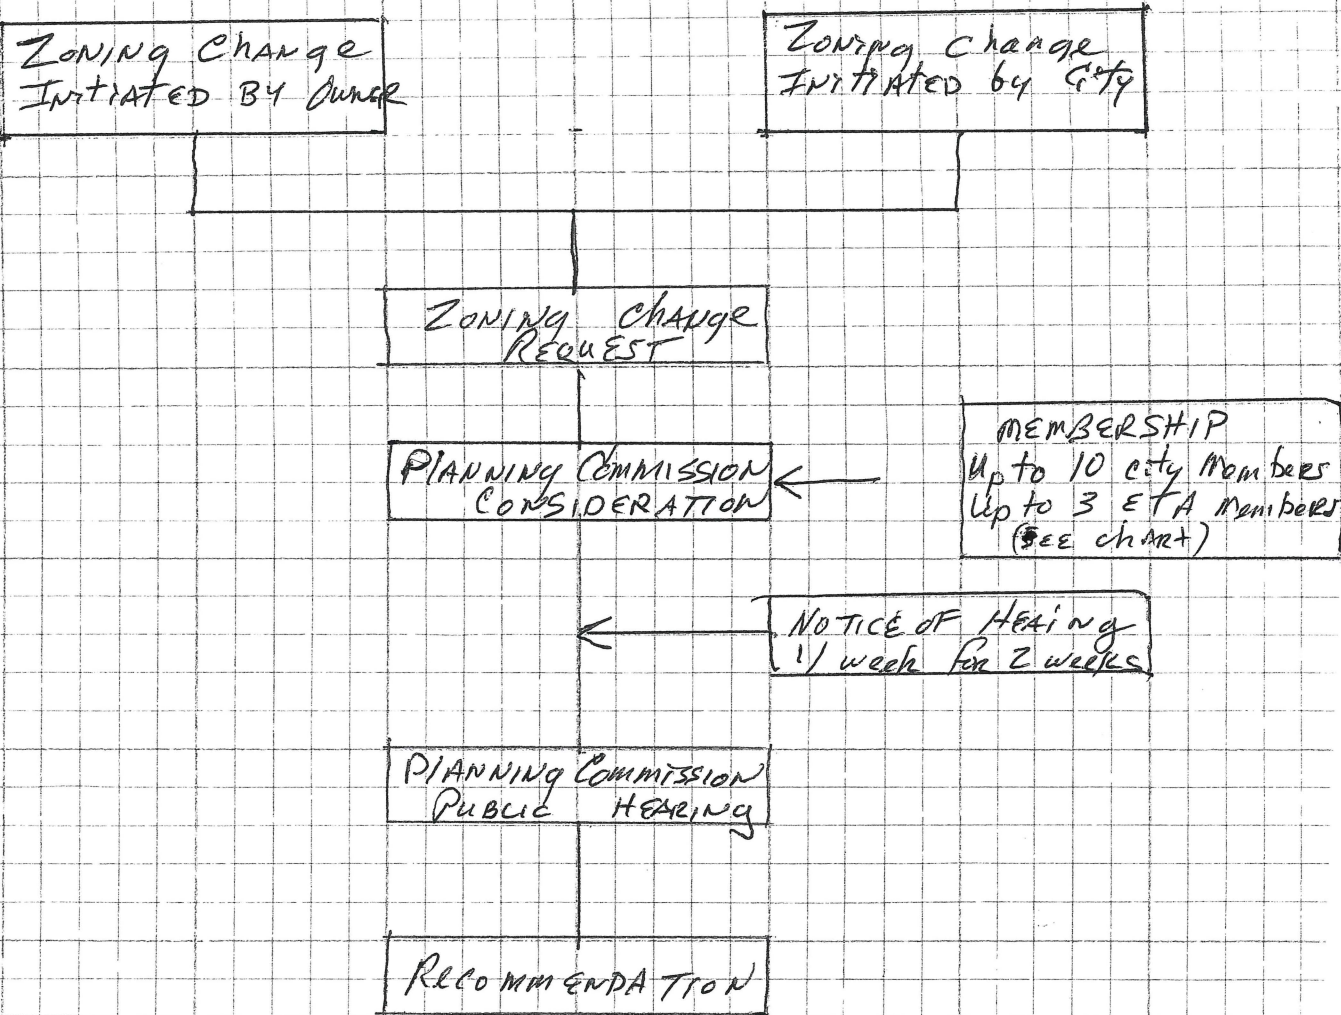 ZONING ChANge
INITIATED BY OWNER
ZONING Change
INITIATED by City
ZONING ChANge
REQUEST
PlANNINg COMMISSION
CONSIDERATION
MEMBERSHIP
Up to 10 city Members
Up to 3 ETA Members
(SEE chART)
NOTICE OF HEAiNg
1/ week for 2 weeks
PlANNINg COMMISSION
PUBLIC HEARINg
RECOMMENDATION